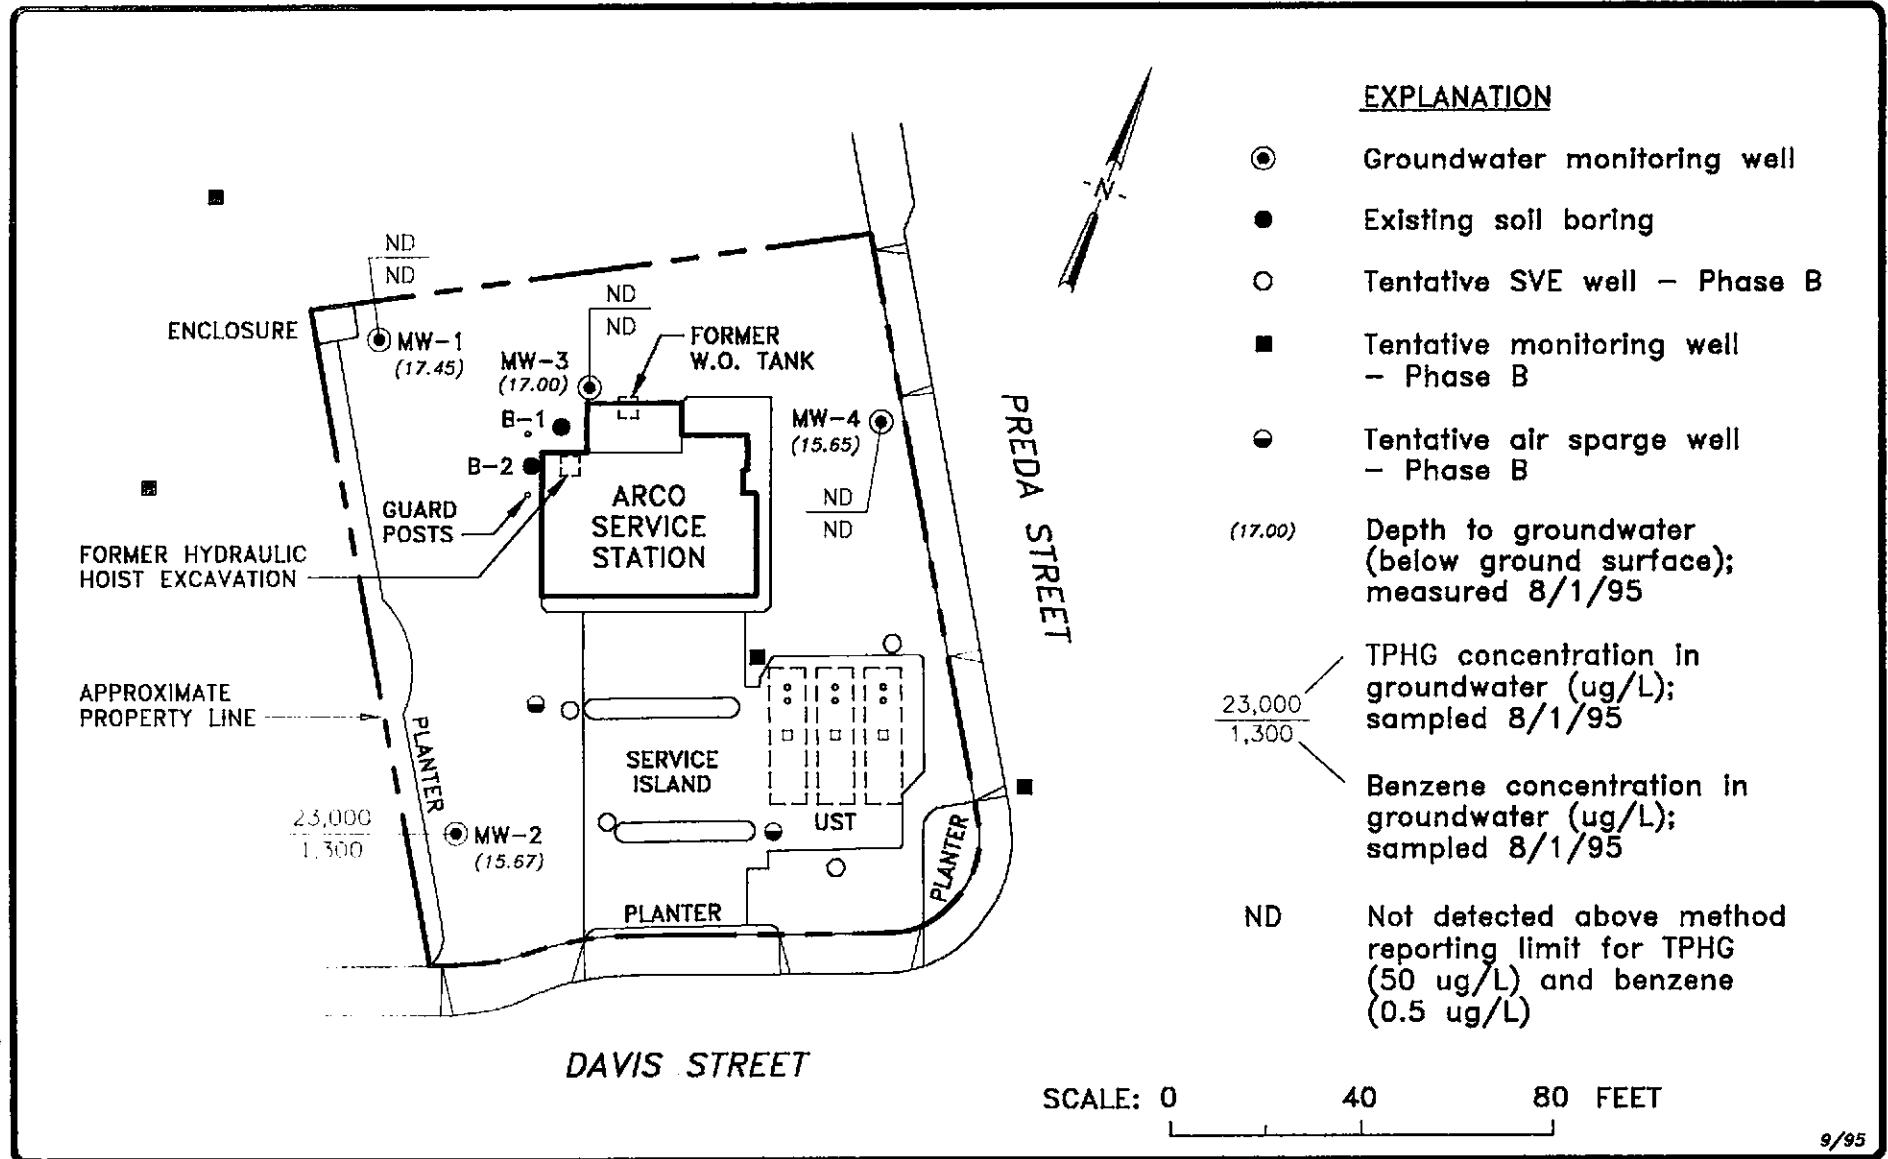 EXPLANATION
Groundwater monitoring well
Existing soil boring
Tentative SVE well – Phase B
Tentative monitoring well
– Phase B
Tentative air sparge well
– Phase B
(17.00)
Depth to groundwater
(below ground surface);
measured 8/1/95
23,000
1,300
TPHG concentration in
groundwater (ug/L);
sampled 8/1/95
Benzene concentration in
groundwater (ug/L);
sampled 8/1/95
ND
Not detected above method
reporting limit for TPHG
(50 ug/L) and benzene
(0.5 ug/L)
N
ND
ND
ENCLOSURE
MW-1
(17.45)
ND
ND
MW-3
(17.00)
FORMER
W.O. TANK
B-1
B-2
MW-4
(15.65)
ND
ND
GUARD
POSTS
ARCO
SERVICE
STATION
FORMER HYDRAULIC
HOIST EXCAVATION
PREDA STREET
APPROXIMATE
PROPERTY LINE
PLANTER
SERVICE
ISLAND
UST
23,000
1,300
MW-2
(15.67)
PLANTER
PLANTER
DAVIS STREET
SCALE: 0 40 80 FEET
9/95